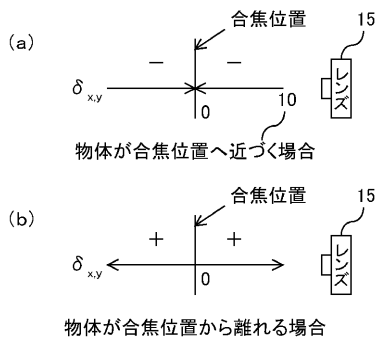 合焦位置
15
(a)
− −
レンズ
δx,y
0
10
物体が合焦位置へ近づく場合
合焦位置
15
(b)
+ +
レンズ
δx,y
0
物体が合焦位置から離れる場合